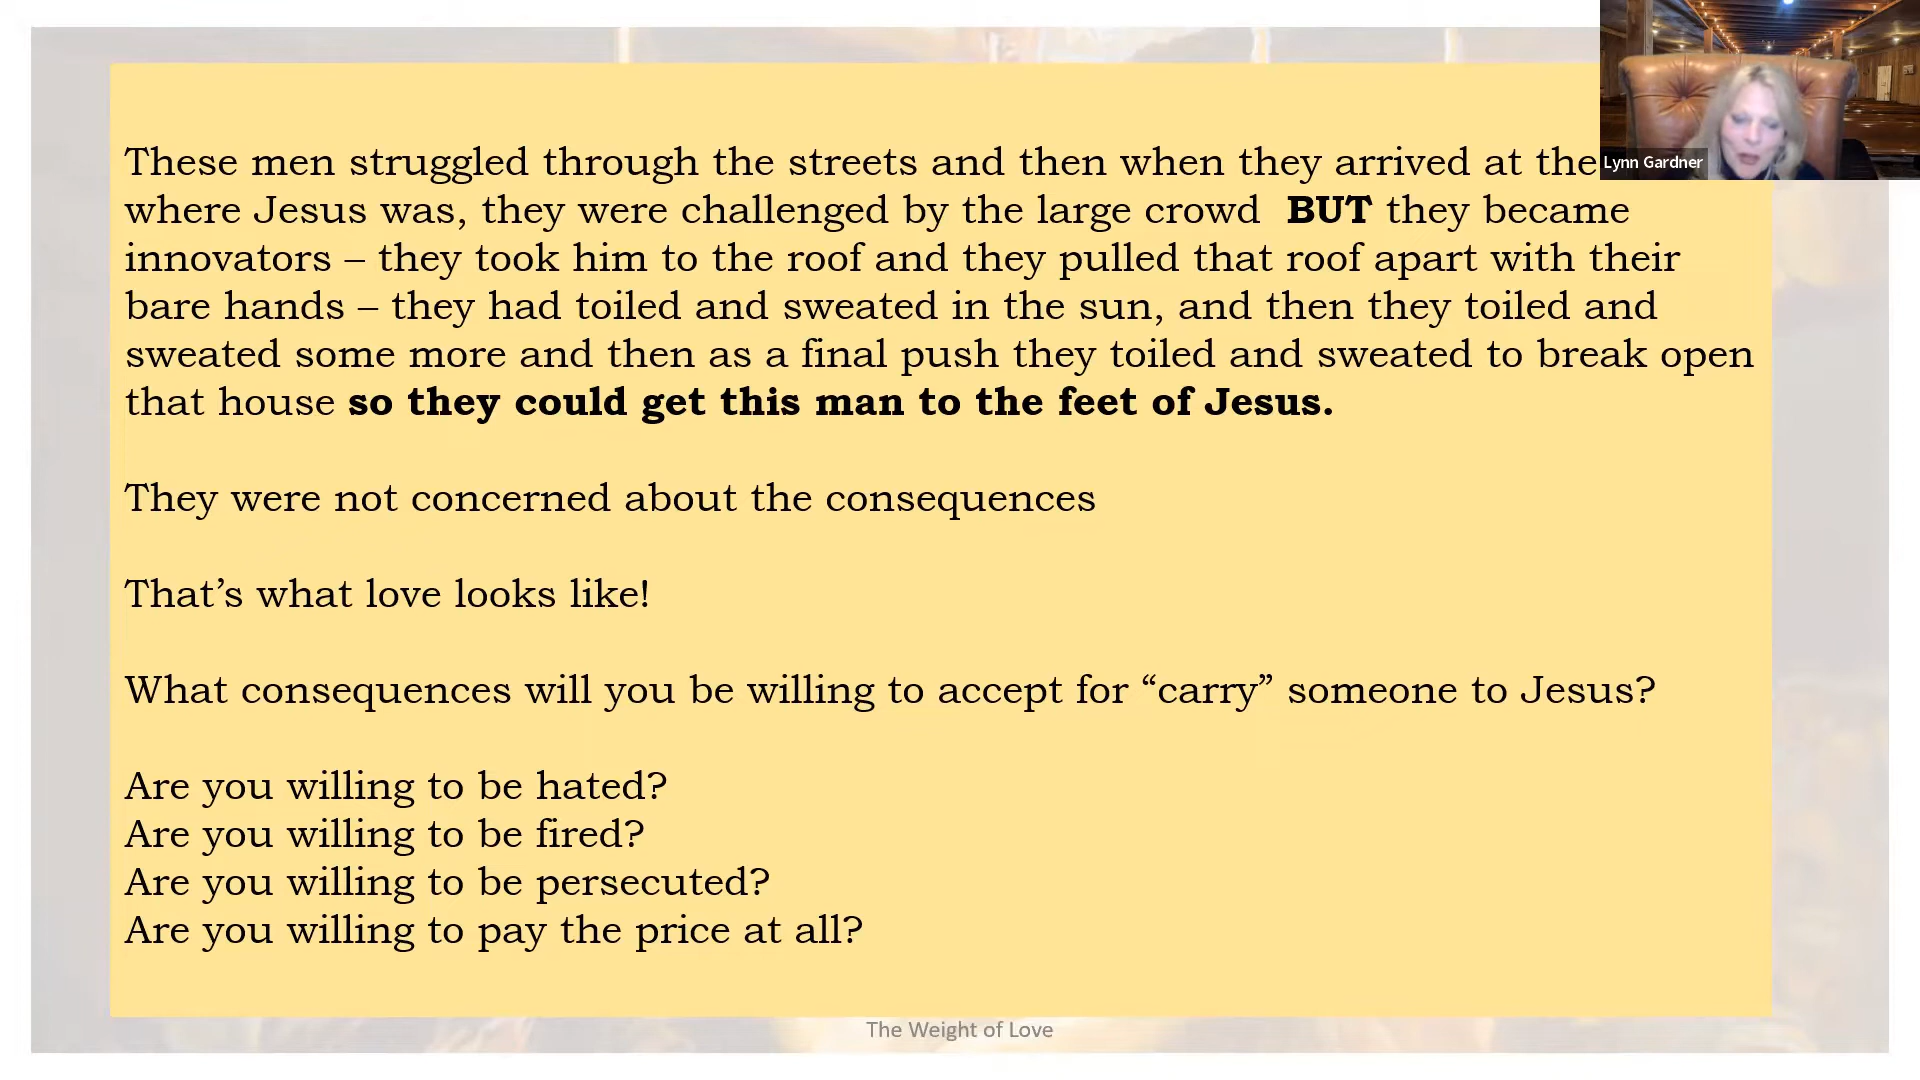 These men struggled through the streets and then when they arrived at the
where Jesus was, they were challenged by the large crowd  BUT they became
innovators – they took him to the roof and they pulled that roof apart with their
bare hands – they had toiled and sweated in the sun, and then they toiled and
sweated some more and then as a final push they toiled and sweated to break open
that house so they could get this man to the feet of Jesus.
They were not concerned about the consequences
That’s what love looks like!
What consequences will you be willing to accept for “carry” someone to Jesus?
Are you willing to be hated?
Are you willing to be fired?
Are you willing to be persecuted?
Are you willing to pay the price at all?
The Weight of Love
Lynn Gardner